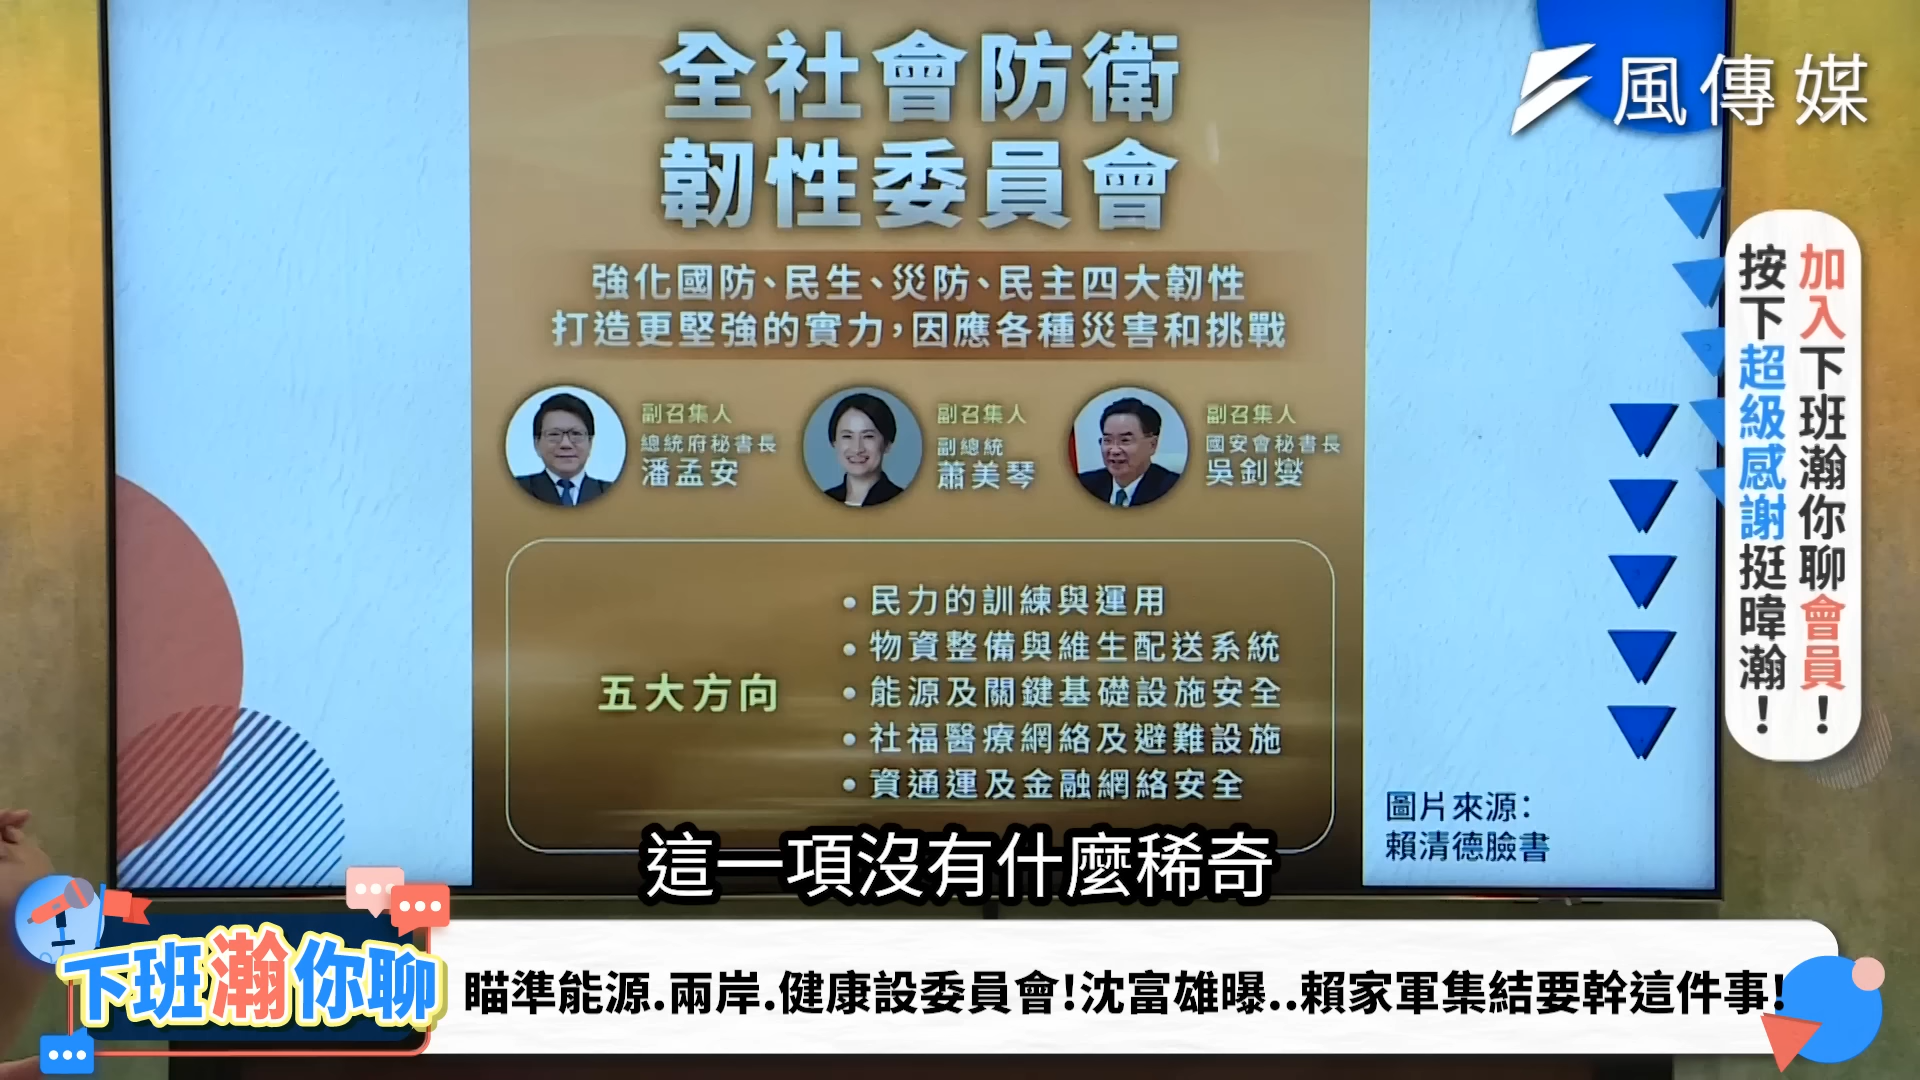 全社會防衛
韌性委員會
風傳媒
強化國防、民生、災防、民主四大韌性
打造更堅強的實力,因應各種災害和挑戰
副召集人
總統府秘書長
潘孟安
副召集人
副總統
蕭美琴
副召集人
國安會秘書長
吳釗燮
五大方向
•民力的訓練與運用
•物資整備與維生配送系統
•能源及關鍵基礎設施安全
•社福醫療網絡及避難設施
•資通運及金融網絡安全
加入下班瀚你聊會員!
按下超級感謝挺暐瀚!
圖片來源:
賴清德臉書
這一項沒有什麼稀奇
下班瀚你聊
瞄準能源.兩岸.健康設委員會!沈富雄曝..賴家軍集結要幹這件事!